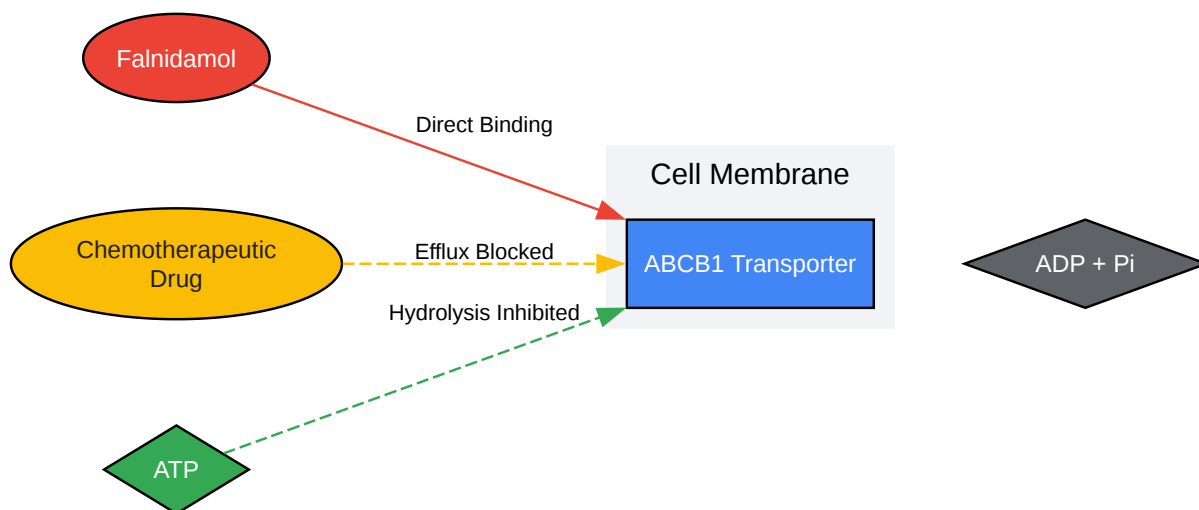 Falnidamol
Direct Binding
Cell Membrane
Chemotherapeutic
Drug
Efflux Blocked
ABCB1 Transporter
ADP + Pi
Hydrolysis Inhibited
ATP